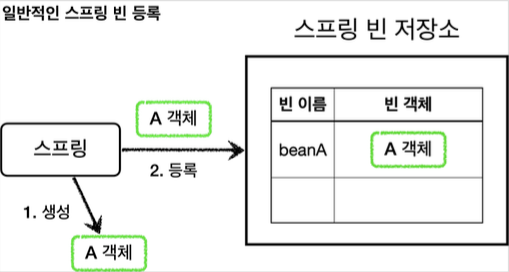 일반적인 스프링 빈 등록
스프링 빈 저장소
A 객체
빈 이름
빈 객체
스프링
2. 등록
beanA
A 객체
1. 생성
A 객체